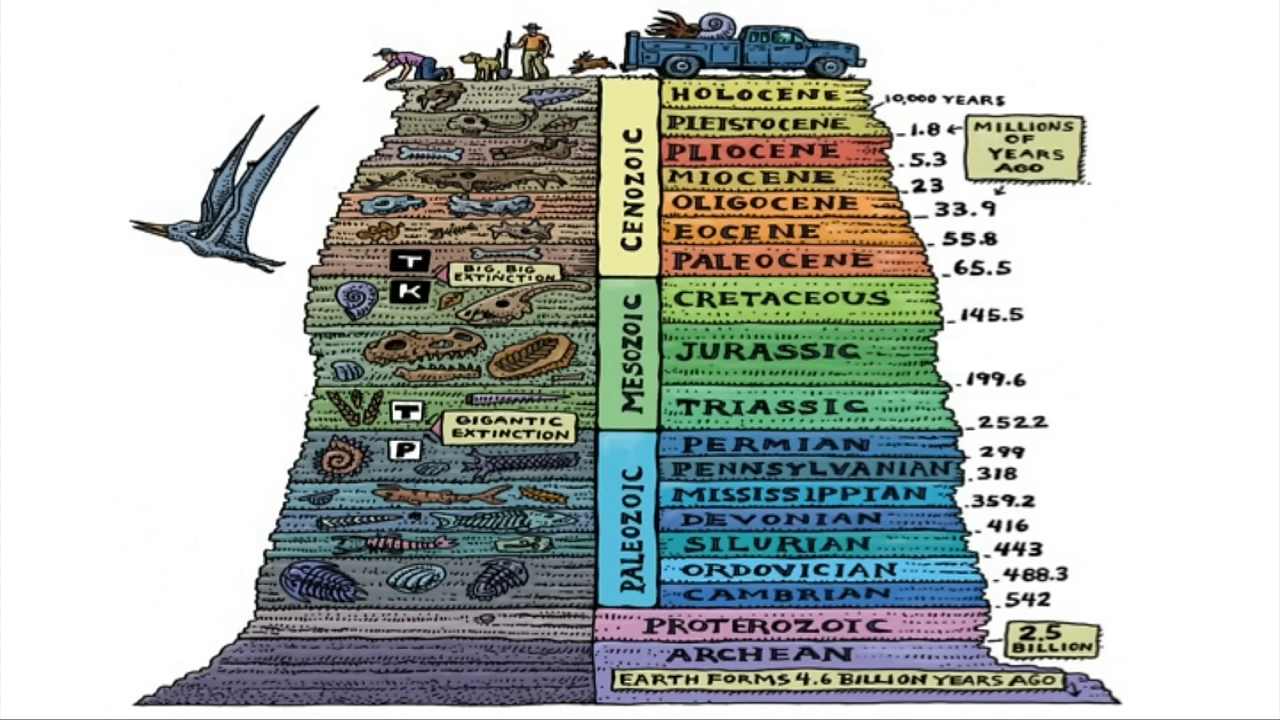 HOLOCENE
10,000 YEARS
PLEISTOCENE
1.8
MILLIONS
OF
YEARS
AGO
PLIOCENE
5.3
MIOCENE
23
OLIGOCENE
33.9
EOCENE
55.8
PALEOCENE
65.5
CENOZOIC
T
BIG, BIG
EXTINCTION
K
CRETACEOUS
145.5
JURASSIC
199.6
TRIASSIC
2522
MESOZOIC
T
GIGANTIC
EXTINCTION
P
PERMIAN
299
PENNSYLVANIAN
318
MISSISSIPPIAN
359.2
DEVONIAN
416
SILURIAN
443
ORDOVICIAN
488.3
CAMBRIAN
542
PALEOZOIC
PROTEROZOIC
2.5
BILLION
ARCHEAN
EARTH FORMS 4.6 BILLION YEARS AGO